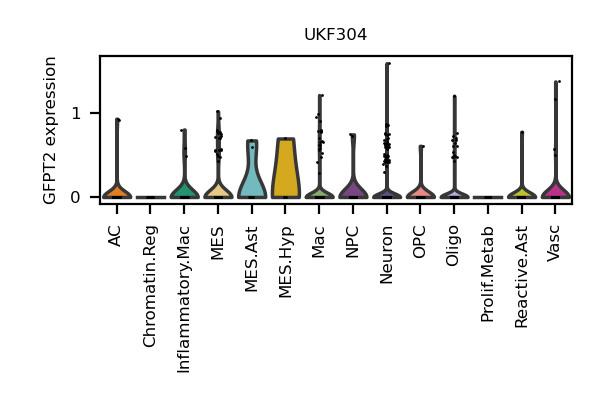 UKF304
GFPT2 expression
1
0
AC
Chromatin.Reg
Inflammatory.Mac
MES
MES.Ast
MES.Hyp
Mac
NPC
Neuron
OPC
Oligo
Prolif.Metab
Reactive.Ast
Vasc